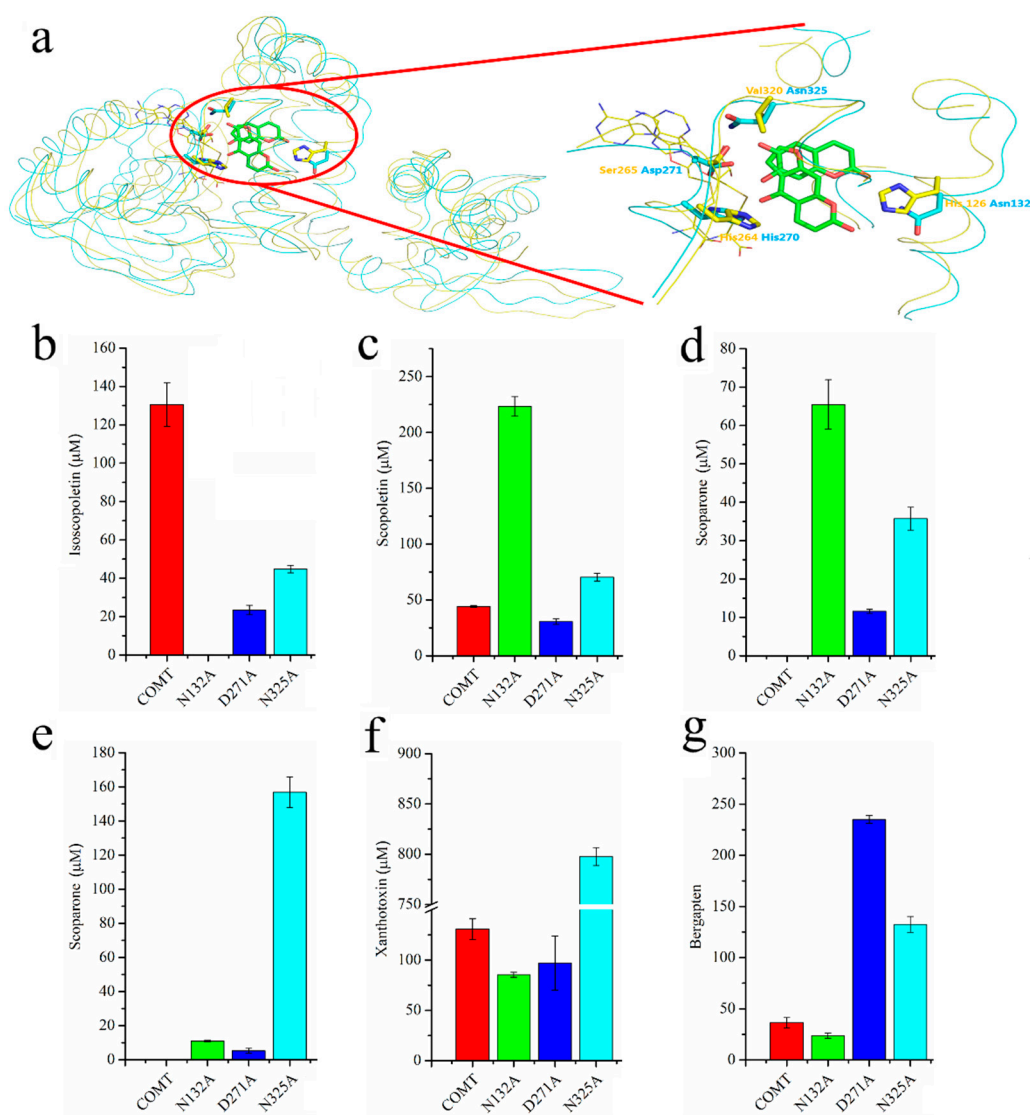 a
Val320 Asn325
Ser265 Asp271
His 126 Asn132
His264 His270
b
Isoscopoletin (μM)
160
140
120
100
80
60
40
20
0
COMT
N132A
D271A
N325A
c
Scopoletin (μM)
250
200
150
100
50
0
COMT
N132A
D271A
N325A
d
Scoparone (μM)
80
70
60
50
40
30
20
10
0
COMT
N132A
D271A
N325A
e
Scoparone (μM)
180
160
140
120
100
80
60
40
20
10
0
COMT
N132A
D271A
N325A
f
Xanthotoxin (μM)
900
850
800
750
100
50
0
COMT
N132A
D271A
N325A
g
Bergapten
300
250
200
150
100
50
0
COMT
N132A
D271A
N325A